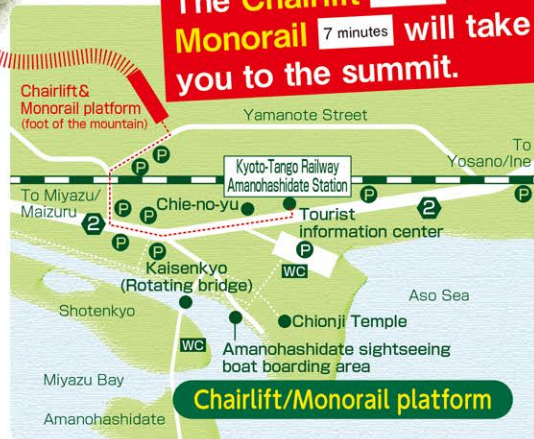 The Chairlift
Monorail 7 minutes will take
you to the summit.
Chairlift&
Monorail platform
(foot of the mountain)
Yamanote Street
To
Yosano/Ine
P
P
Kyoto-Tango Railway
Amanohashidate Station
P
P
To Miyazu/
Maizuru
2
P
P
Chie-no-yu
2
Tourist
information center
P
P
P
Kaisenkyo
(Rotating bridge)
WC
Aso Sea
Shotenkyo
Chionji Temple
WC
Amanohashidate sightseeing
boat boarding area
Miyazu Bay
Chairlift/Monorail platform
Amanohashidate